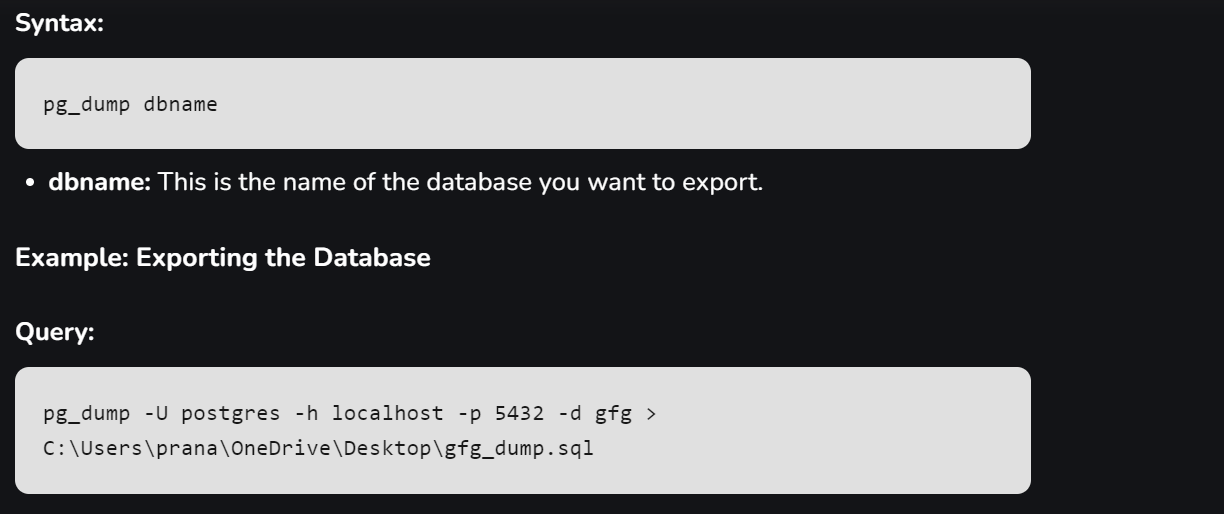 Syntax:
pg_dump dbname
• dbname: This is the name of the database you want to export.
Example: Exporting the Database
Query:
pg_dump -U postgres -h localhost -p 5432 -d gfg >
C:\Users\prana\OneDrive\Desktop\gfg_dump.sql